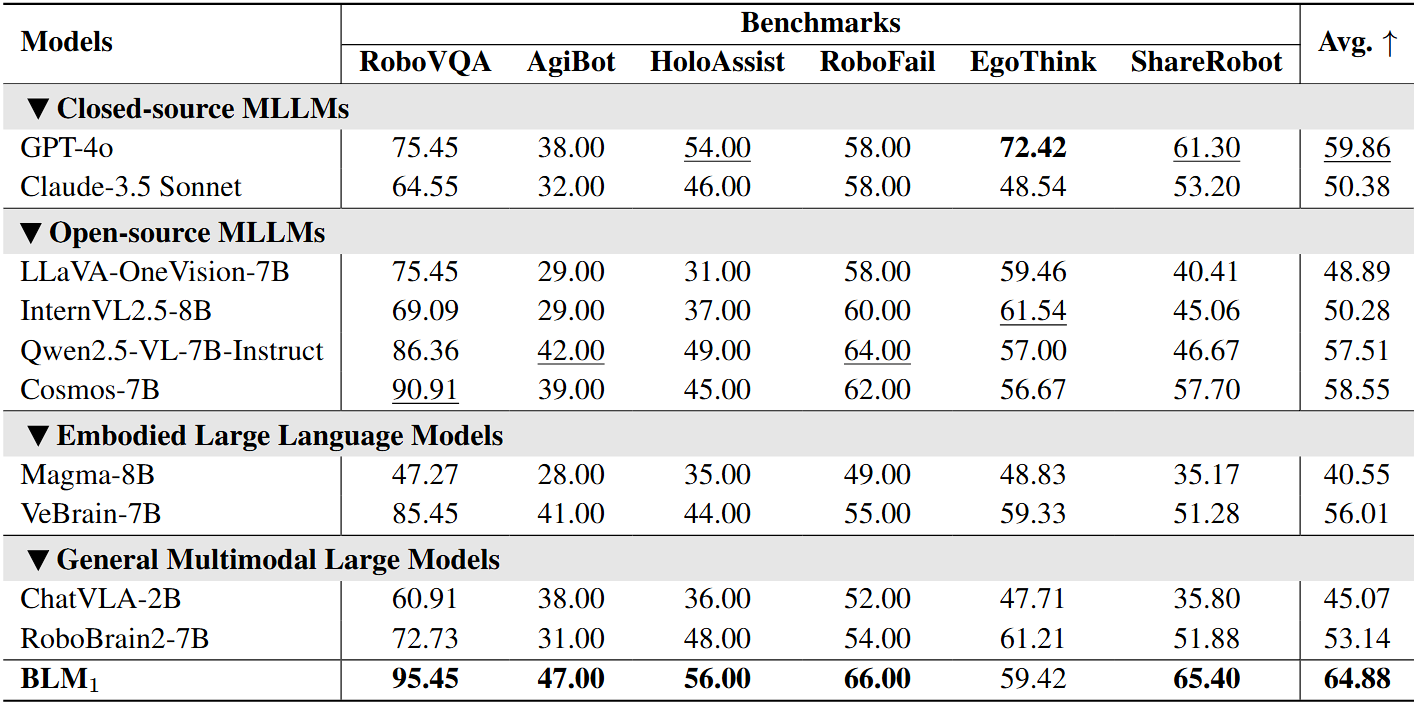 Models Benchmarks Avg. ↑
RoboVQA AgiBot HoloAssist RoboFail EgoThink ShareRobot
▼ Closed-source MLLMs
GPT-4o 75.45 38.00 54.00 58.00 72.42 61.30 59.86
Claude-3.5 Sonnet 64.55 32.00 46.00 58.00 48.54 53.20 50.38
▼ Open-source MLLMs
LLaVA-OneVision-7B 75.45 29.00 31.00 58.00 59.46 40.41 48.89
InternVL2.5-8B 69.09 29.00 37.00 60.00 61.54 45.06 50.28
Qwen2.5-VL-7B-Instruct 86.36 42.00 49.00 64.00 57.00 46.67 57.51
Cosmos-7B 90.91 39.00 45.00 62.00 56.67 57.70 58.55
▼ Embodied Large Language Models
Magma-8B 47.27 28.00 35.00 49.00 48.83 35.17 40.55
VeBrain-7B 85.45 41.00 44.00 55.00 59.33 51.28 56.01
▼ General Multimodal Large Models
ChatVLA-2B 60.91 38.00 36.00 52.00 47.71 35.80 45.07
RoboBrain2-7B 72.73 31.00 48.00 54.00 61.21 51.88 53.14
BLM₁ 95.45 47.00 56.00 66.00 59.42 65.40 64.88